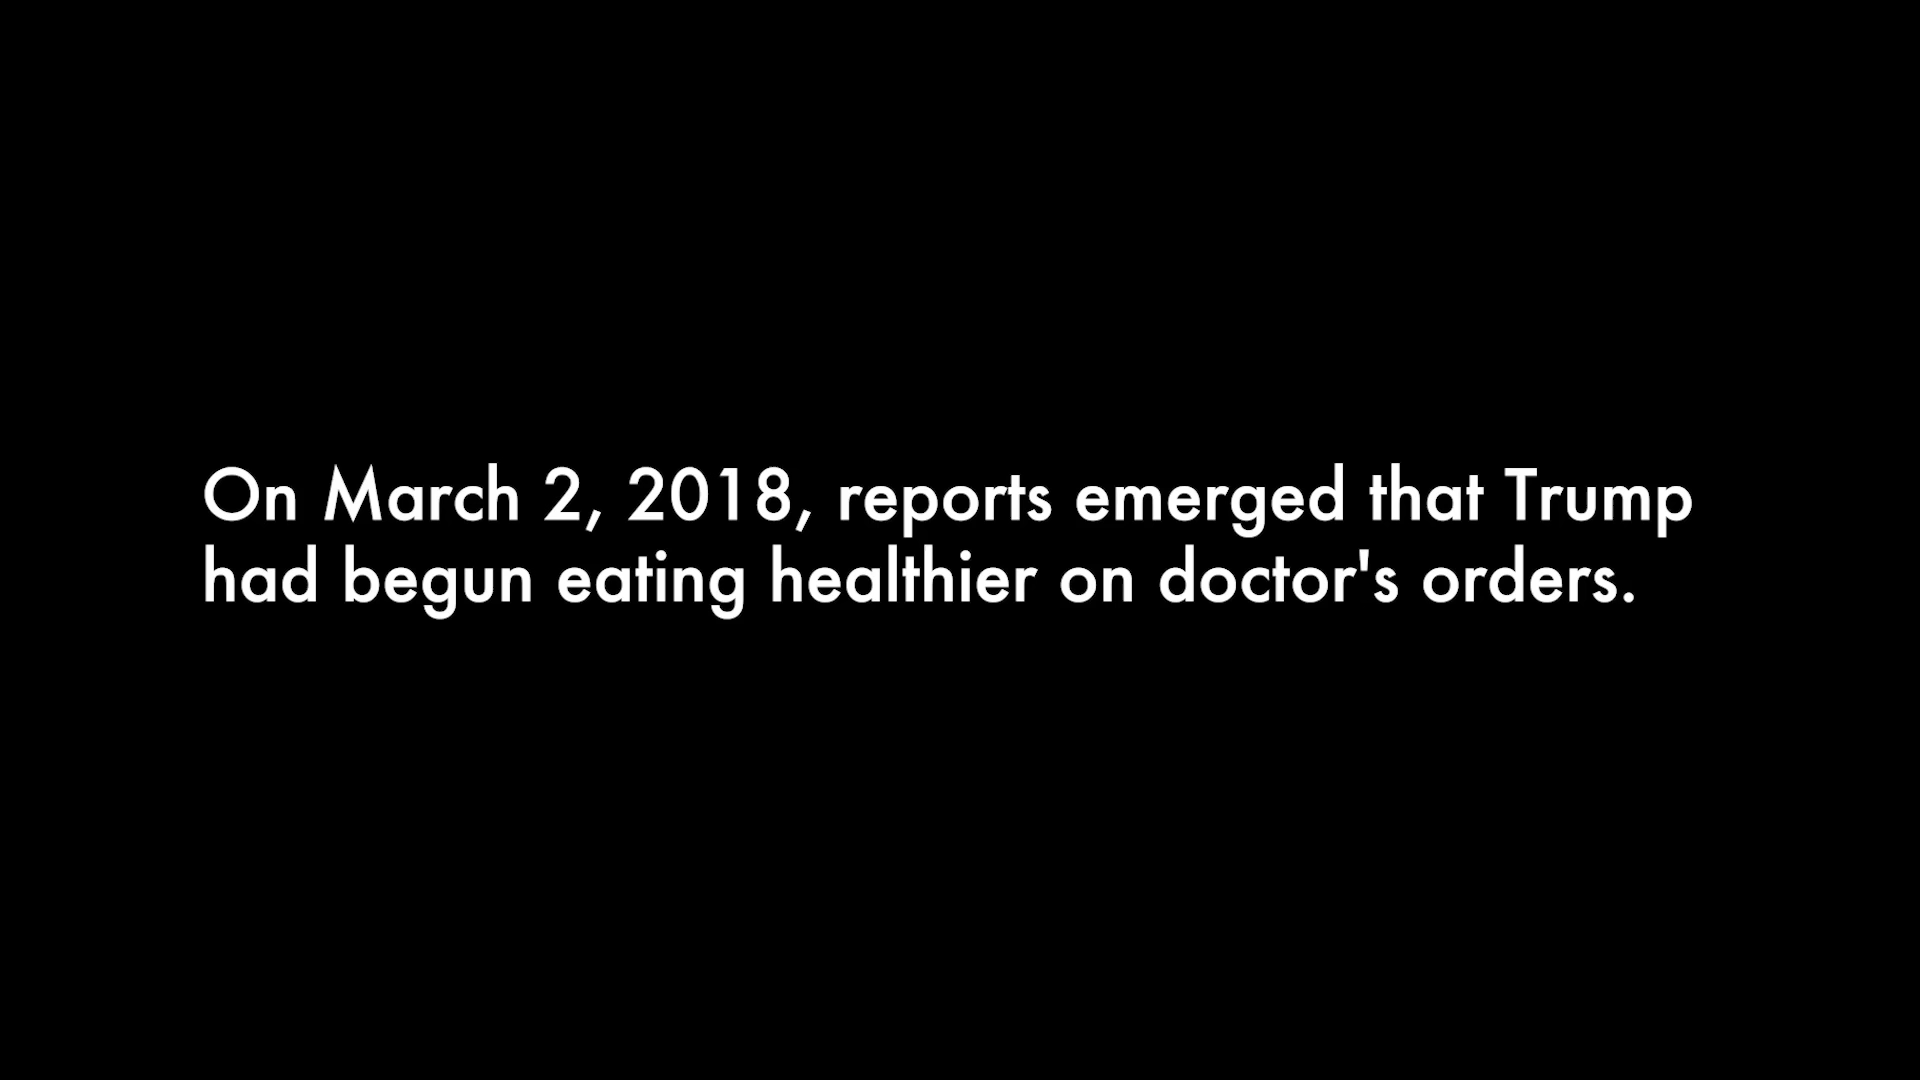 On March 2, 2018, reports emerged that Trump
had begun eating healthier on doctor's orders.